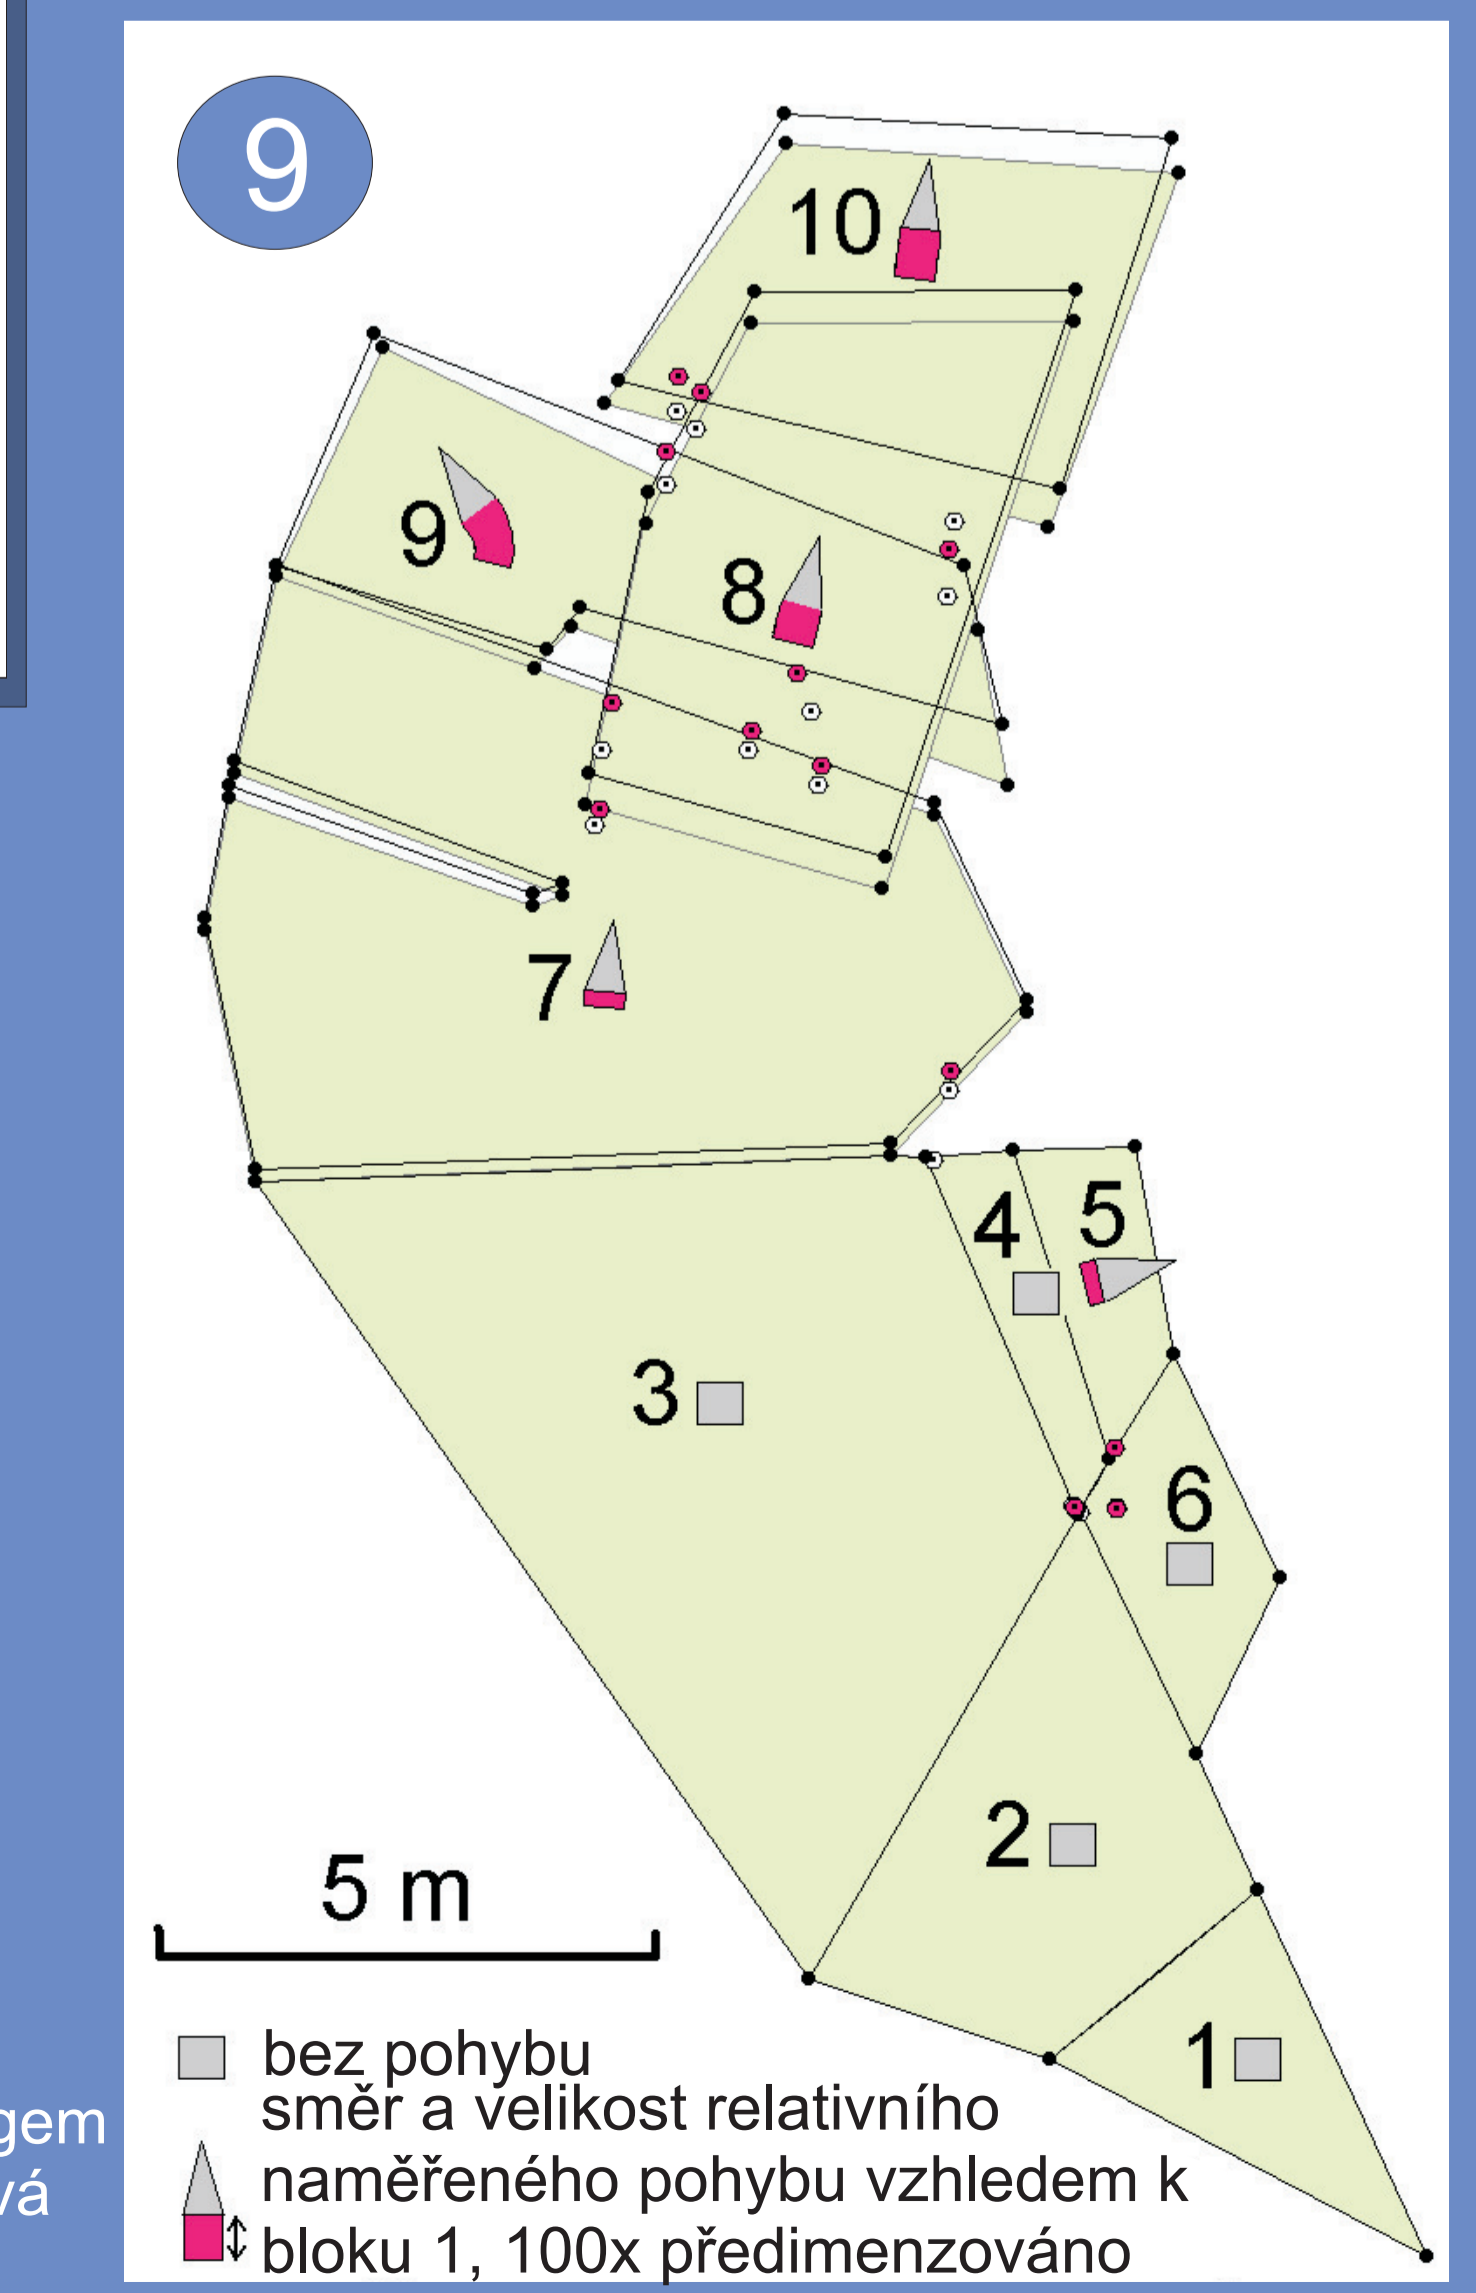 9
10
9
8
7
4
5
3
6
2
5 m
1
bez pohybu
směr a velikost relativního
gem
naměřeného pohybu vzhledem k
vá
bloku 1, 100x předimenzováno